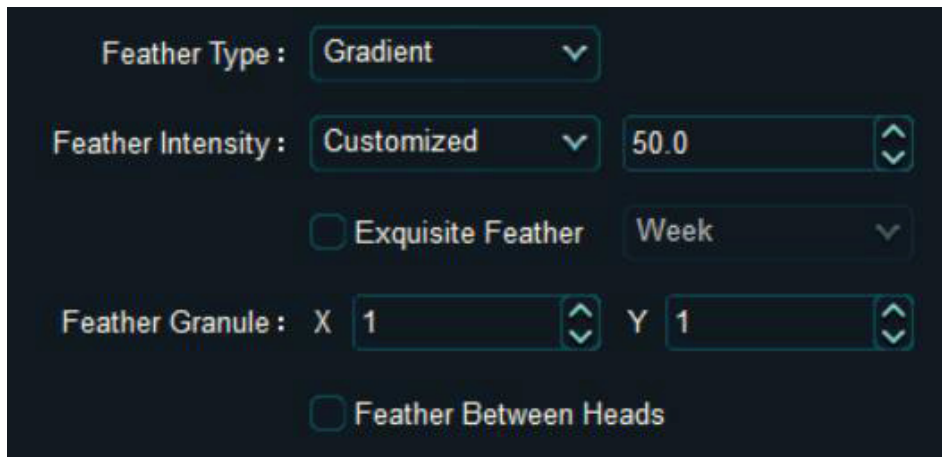 Feather Type : Gradient
Feather Intensity : Customized 50.0
Exquisite Feather Week
Feather Granule : X 1 Y 1
Feather Between Heads